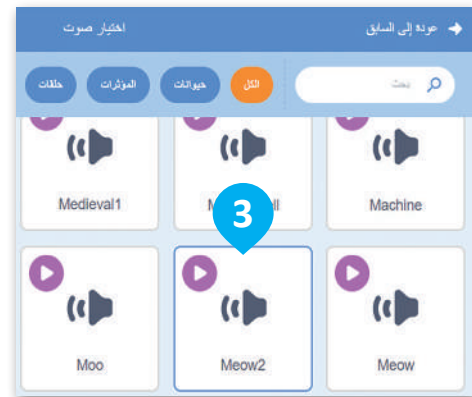 عودة إلى السابق
اختيار صوت
بحث
الكل
حيوانات
المؤثرات
حلقات
Machine
Medieval1
3
Meow
Meow2
Moo